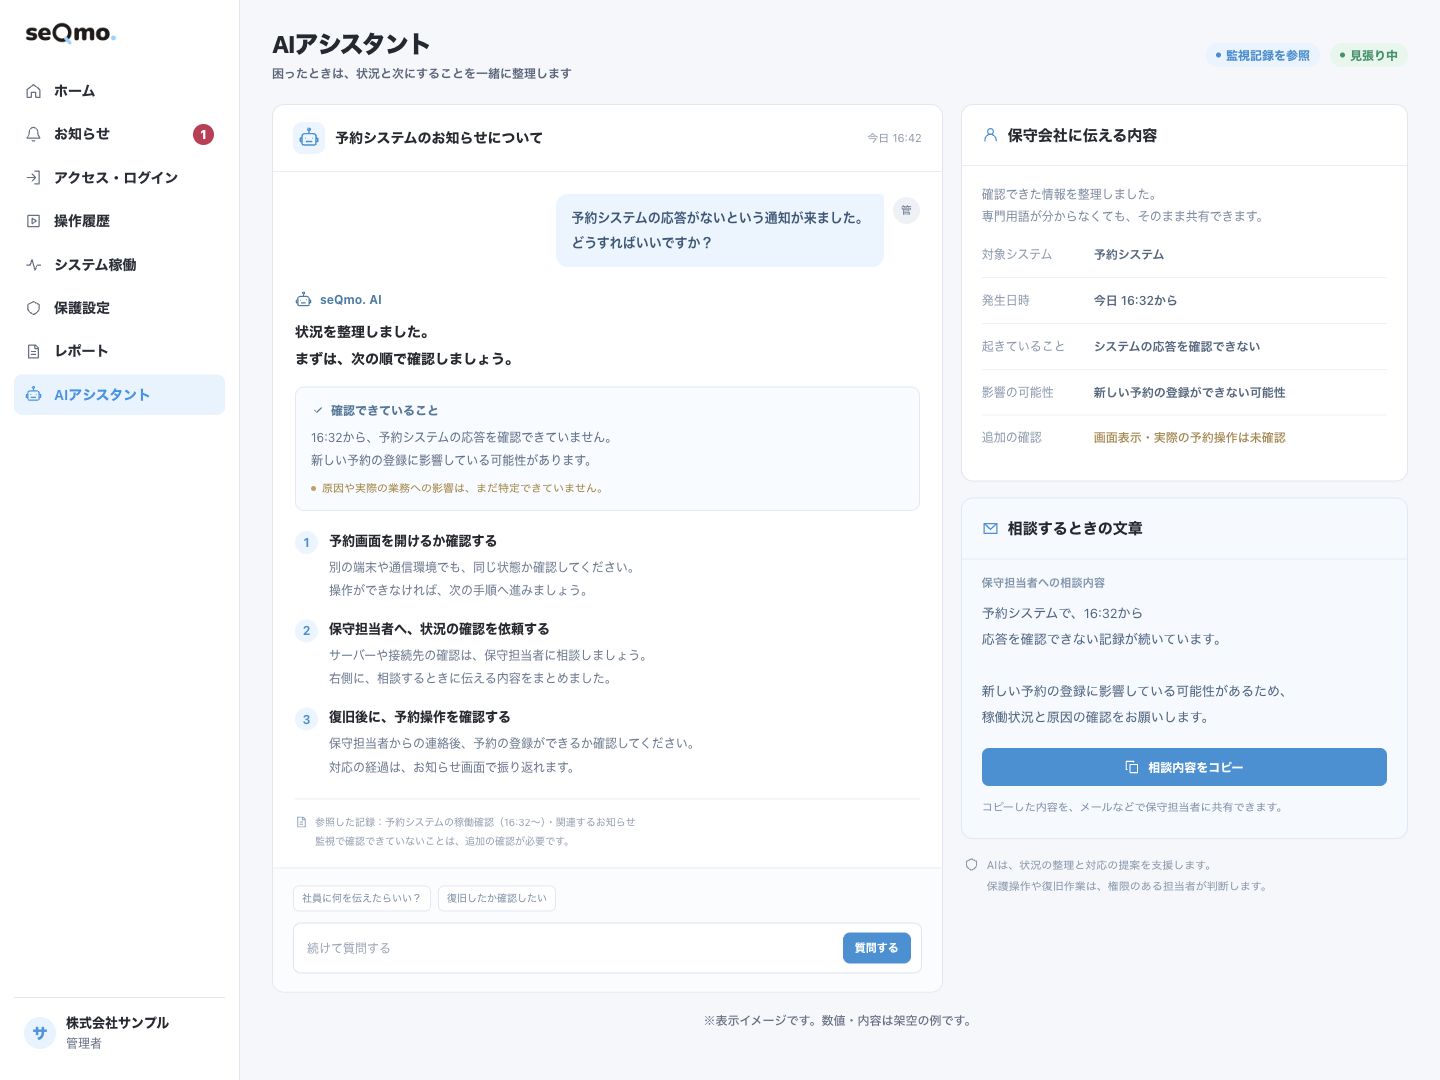 seQmo.
ホーム
お知らせ
1
アクセス・ログイン
操作履歴
システム稼働
保護設定
レポート
AIアシスタント
サ
株式会社サンプル
管理者
AIアシスタント
困ったときは、状況と次にすることを一緒に整理します
監視記録を参照
見張り中
予約システムのお知らせについて
今日 16:42
予約システムの応答がないという通知が来ました。
どうすればいいですか？
管
seQmo. AI
状況を整理しました。
まずは、次の順で確認しましょう。
確認できていること
16:32から、予約システムの応答を確認できていません。
新しい予約の登録に影響している可能性があります。
原因や実際の業務への影響は、まだ特定できていません。
1
予約画面を開けるか確認する
別の端末や通信環境でも、同じ状態か確認してください。
操作ができなければ、次の手順へ進みましょう。
2
保守担当者へ、状況の確認を依頼する
サーバーや接続先の確認は、保守担当者に相談しましょう。
右側に、相談するときに伝える内容をまとめました。
3
復旧後に、予約操作を確認する
保守担当者からの連絡後、予約の登録ができるか確認してください。
対応の経過は、お知らせ画面で振り返れます。
参照した記録：予約システムの稼働確認（16:32〜）・関連するお知らせ
監視で確認できていないことは、追加の確認が必要です。
社員に何を伝えたらいい？
復旧したか確認したい
続けて質問する
質問する
保守会社に伝える内容
確認できた情報を整理しました。
専門用語が分からなくても、そのまま共有できます。
対象システム 予約システム
発生日時 今日 16:32から
起きていること システムの応答を確認できない
影響の可能性 新しい予約の登録ができない可能性
追加の確認 画面表示・実際の予約操作は未確認
相談するときの文章
保守担当者への相談内容
予約システムで、16:32から
応答を確認できない記録が続いています。
新しい予約の登録に影響している可能性があるため、
稼働状況と原因の確認をお願いします。
相談内容をコピー
コピーした内容を、メールなどで保守担当者に共有できます。
AIは、状況の整理と対応の提案を支援します。
保護操作や復旧作業は、権限のある担当者が判断します。
※表示イメージです。数値・内容は架空の例です。